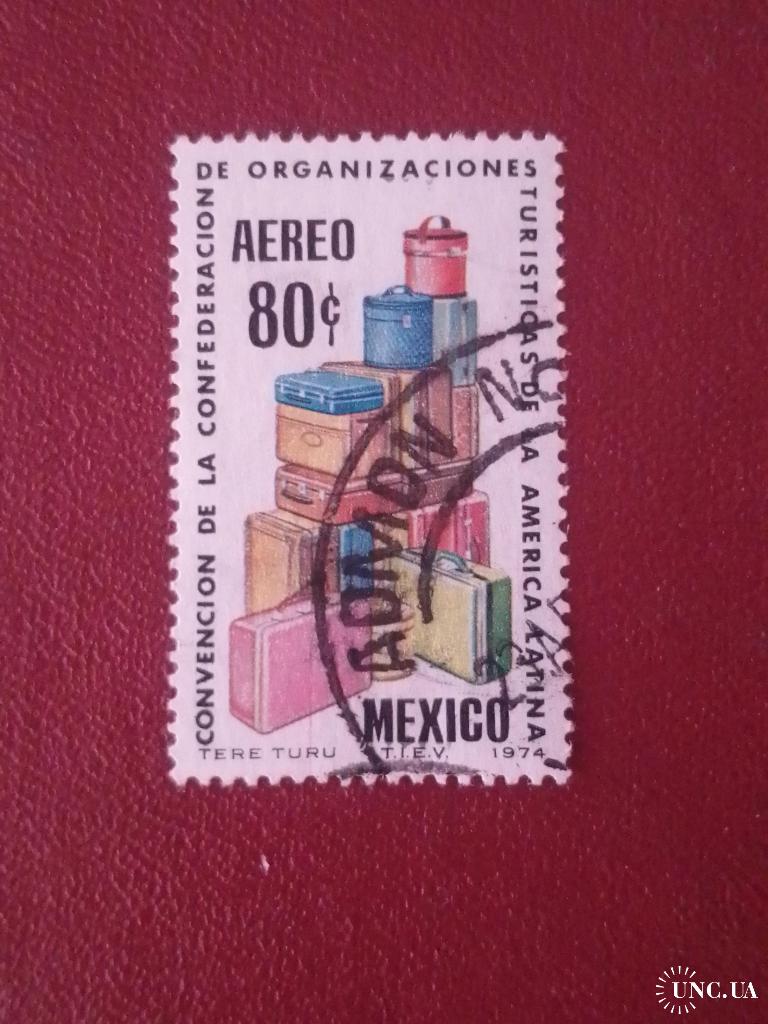 CONVENCION DE LA CONFEDERACION
DE ORGANIZACIONES
TURISTICAS DE LA AMERICA LATINA
AEREO
80¢
ADMON
MEXICO
TERE TURU T.I.E.V. 1974
UNC.UA